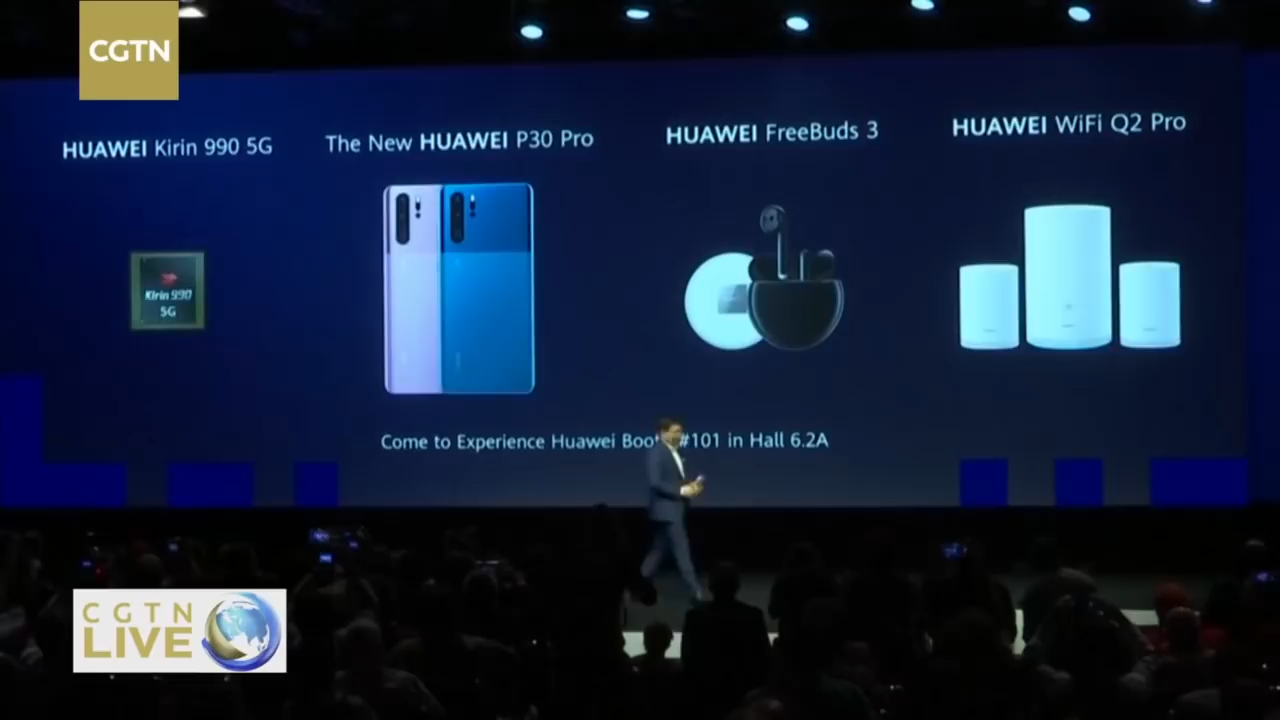 CGTN
HUAWEI Kirin 990 5G
The New HUAWEI P30 Pro
HUAWEI FreeBuds 3
HUAWEI WiFi Q2 Pro
Kirin 990
5G
Come to Experience Huawei #101 in Hall 6.2A
CGTN
LIVE